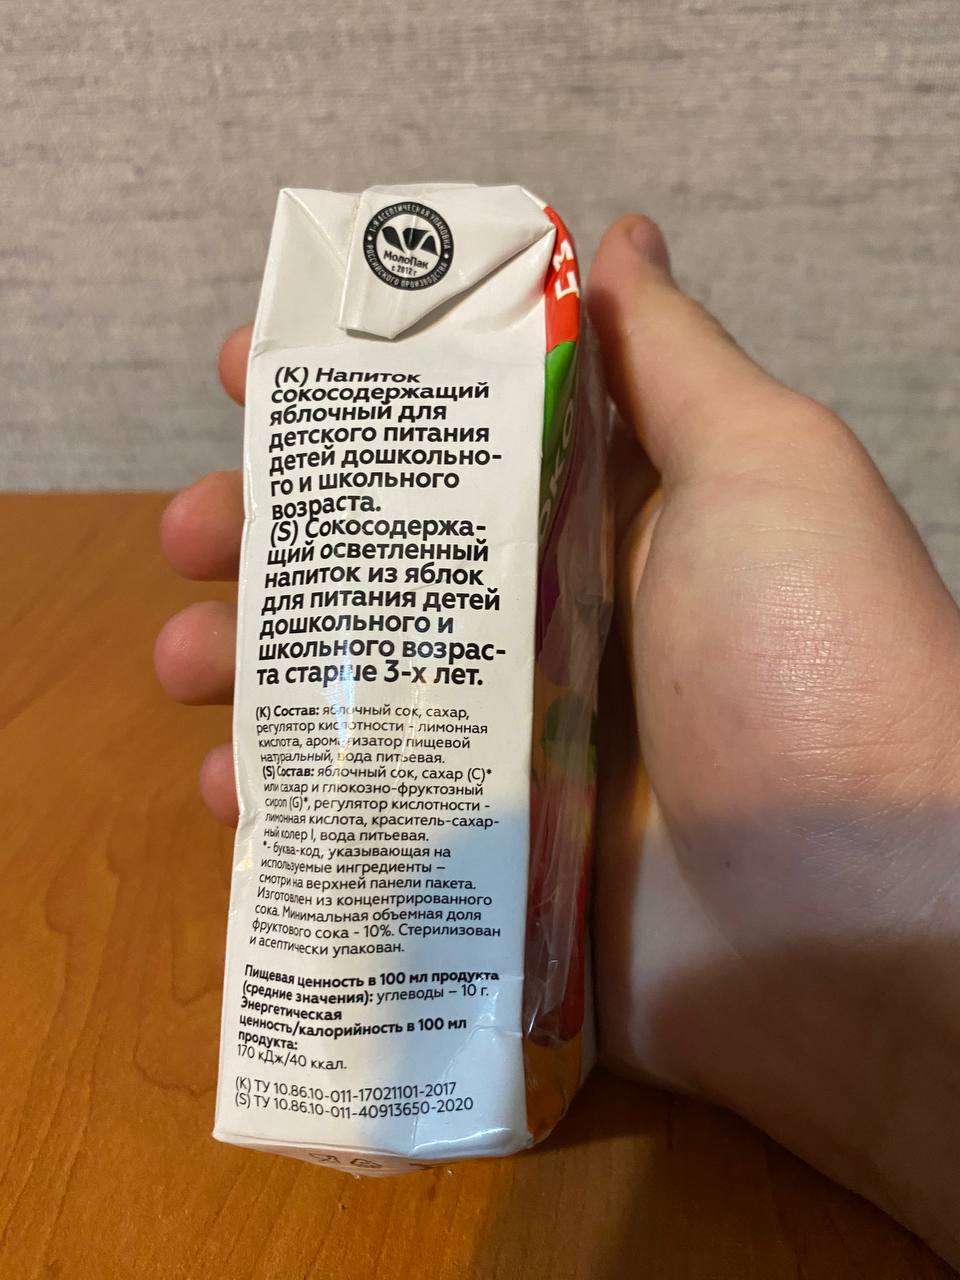 1-Я АСЕПТИЧЕСКАЯ УПАКОВКА
МолоПак
с 2012 г
РОССИЙСКОГО ПРОИЗВОДСТВА
(K) Напиток
сокосодержащий
яблочный для
детского питания
детей дошкольно-
го и школьного
возраста.
(S) Сокосодержа-
щий осветленный
напиток из яблок
для питания детей
дошкольного и
школьного возрас-
та старше 3-х лет.
(K) Состав: яблочный сок, сахар,
регулятор кислотности - лимонная
кислота, ароматизатор пищевой
натуральный, вода питьевая.
(S) Состав: яблочный сок, сахар (C)*
или сахар и глюкозно-фруктозный
сироп (G)*, регулятор кислотности -
лимонная кислота, краситель-сахар-
ный колер I, вода питьевая.
*- буква-код, указывающая на
используемые ингредиенты –
смотри на верхней панели пакета.
Изготовлен из концентрированного
сока. Минимальная объемная доля
фруктового сока - 10%. Стерилизован
и асептически упакован.
Пищевая ценность в 100 мл продукта
(средние значения): углеводы – 10 г.
Энергетическая
ценность/калорийность в 100 мл
продукта:
170 кДж/40 ккал.
(K) ТУ 10.86.10-011-17021101-2017
(S) ТУ 10.86.10-011-40913650-2020